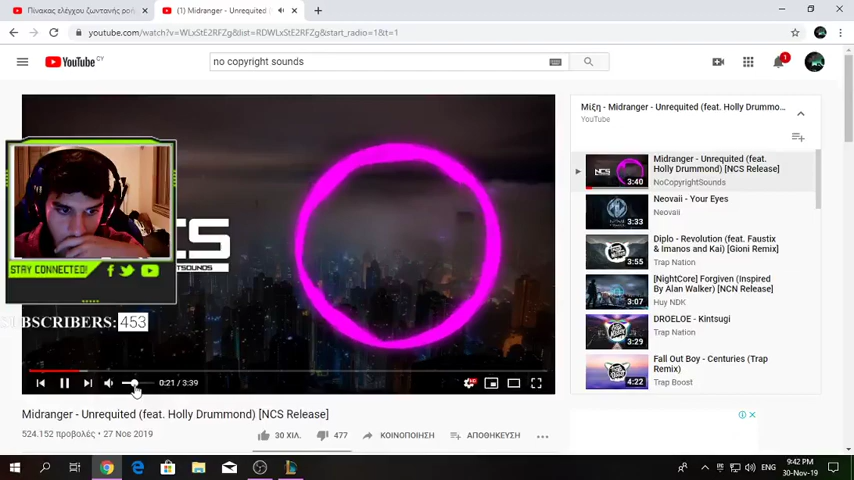 Πίνακας ελέγχου ζωντανής ροή
(1) Midranger - Unrequited
youtube.com/watch?v=WLxStE2RFZg&list=RDWLxStE2RFZg&start_radio=1&t=1
YouTube CY
no copyright sounds
1
Μίξη - Midranger - Unrequited (feat. Holly Drummo...
YouTube
Midranger - Unrequited (feat.
Holly Drummond) [NCS Release]
NoCopyrightSounds
3:40
Neovaii - Your Eyes
Neovaii
3:33
Diplo - Revolution (feat. Faustix
& Imanos and Kai) [Gioni Remix]
Trap Nation
3:55
[NightCore] Forgiven (Inspired
By Alan Walker) [NCN Release]
Huy NDK
3:07
DROELOE - Kintsugi
Trap Nation
3:29
Fall Out Boy - Centuries (Trap
Remix)
Trap Boost
4:22
STAY CONNECTED!
BSCRIBERS: 453
0:21 / 3:39
Midranger - Unrequited (feat. Holly Drummond) [NCS Release]
524.152 προβολές • 27 Νοε 2019
30 ΧΙΛ.
477
ΚΟΙΝΟΠΟΙΗΣΗ
ΑΠΟΘΗΚΕΥΣΗ
ENG
9:42 PM
30-Nov-19